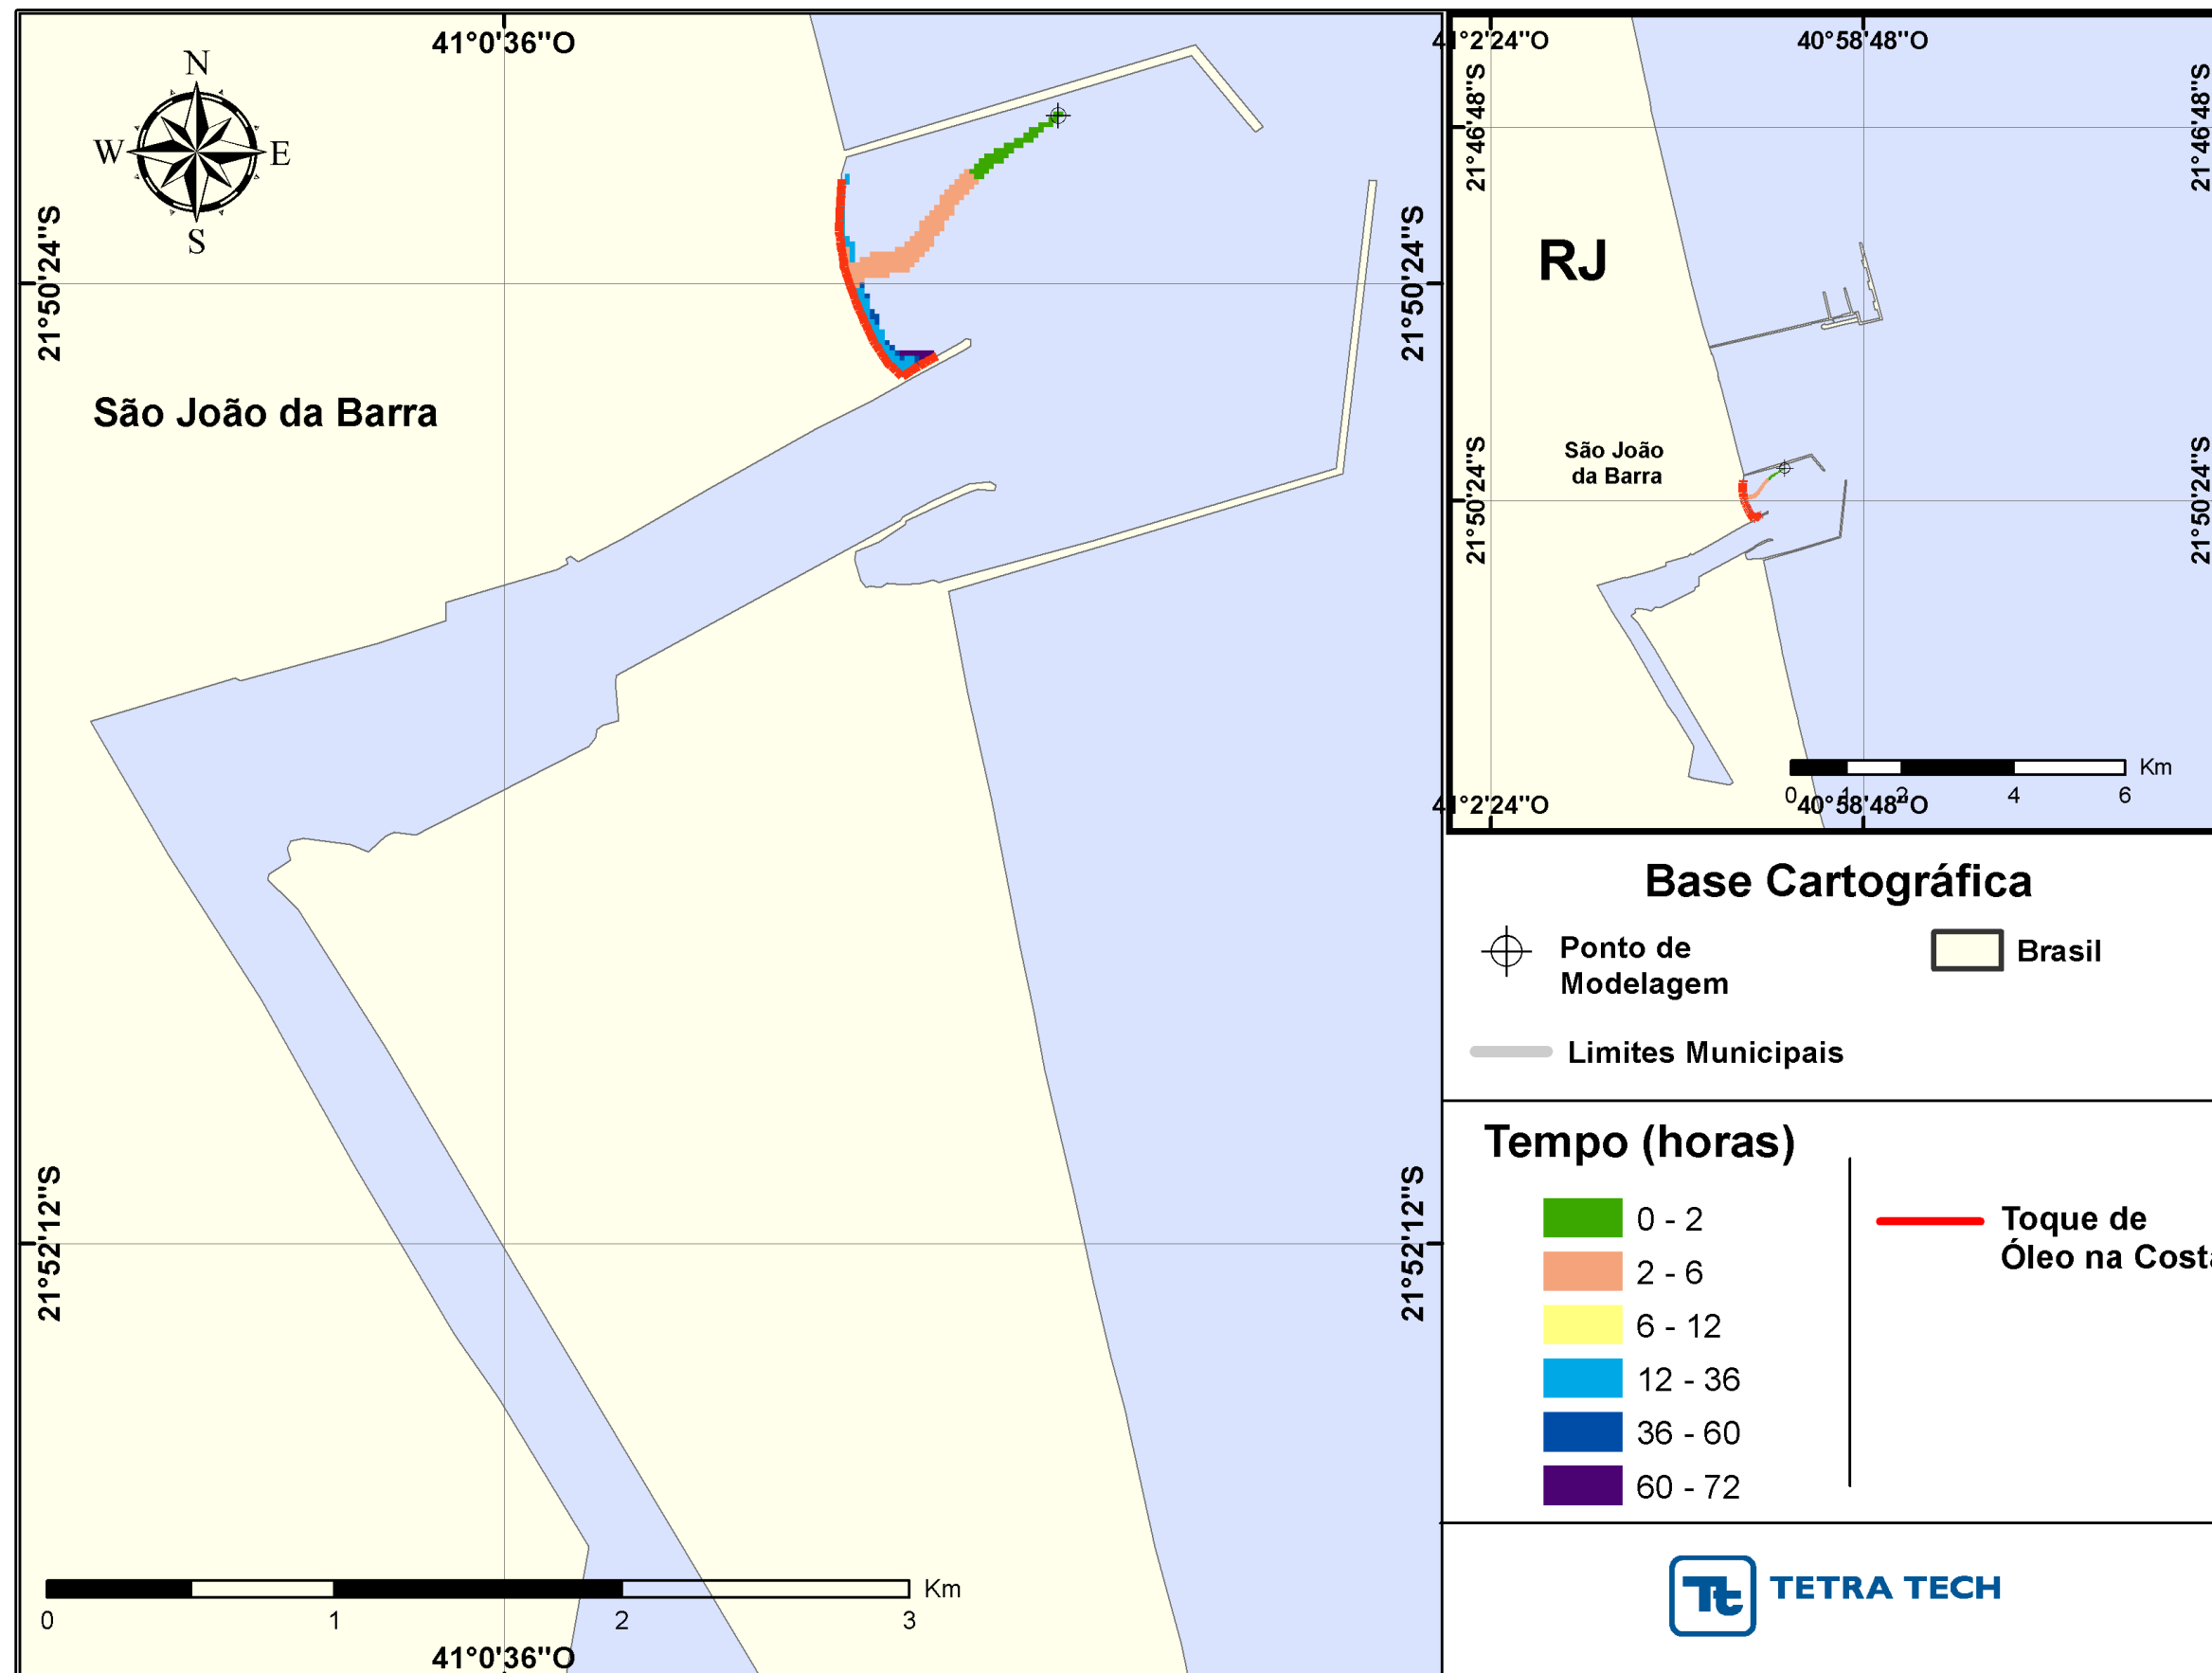 41°0'36"O
N
W
E
S
21°50'24"S
21°50'24"S
São João da Barra
21°52'12"S
21°52'12"S
Km
0
1
2
3
41°0'36"O
41°2'24"O
40°58'48"O
21°46'48"S
21°46'48"S
RJ
São João
da Barra
21°50'24"S
21°50'24"S
Km
0
1
2
4
6
41°2'24"O
40°58'48"O
Base Cartográfica
Ponto de
Modelagem
Brasil
Limites Municipais
Tempo (horas)
0 - 2
2 - 6
6 - 12
12 - 36
36 - 60
60 - 72
Toque de
Óleo na Costa
Tt
TETRA TECH